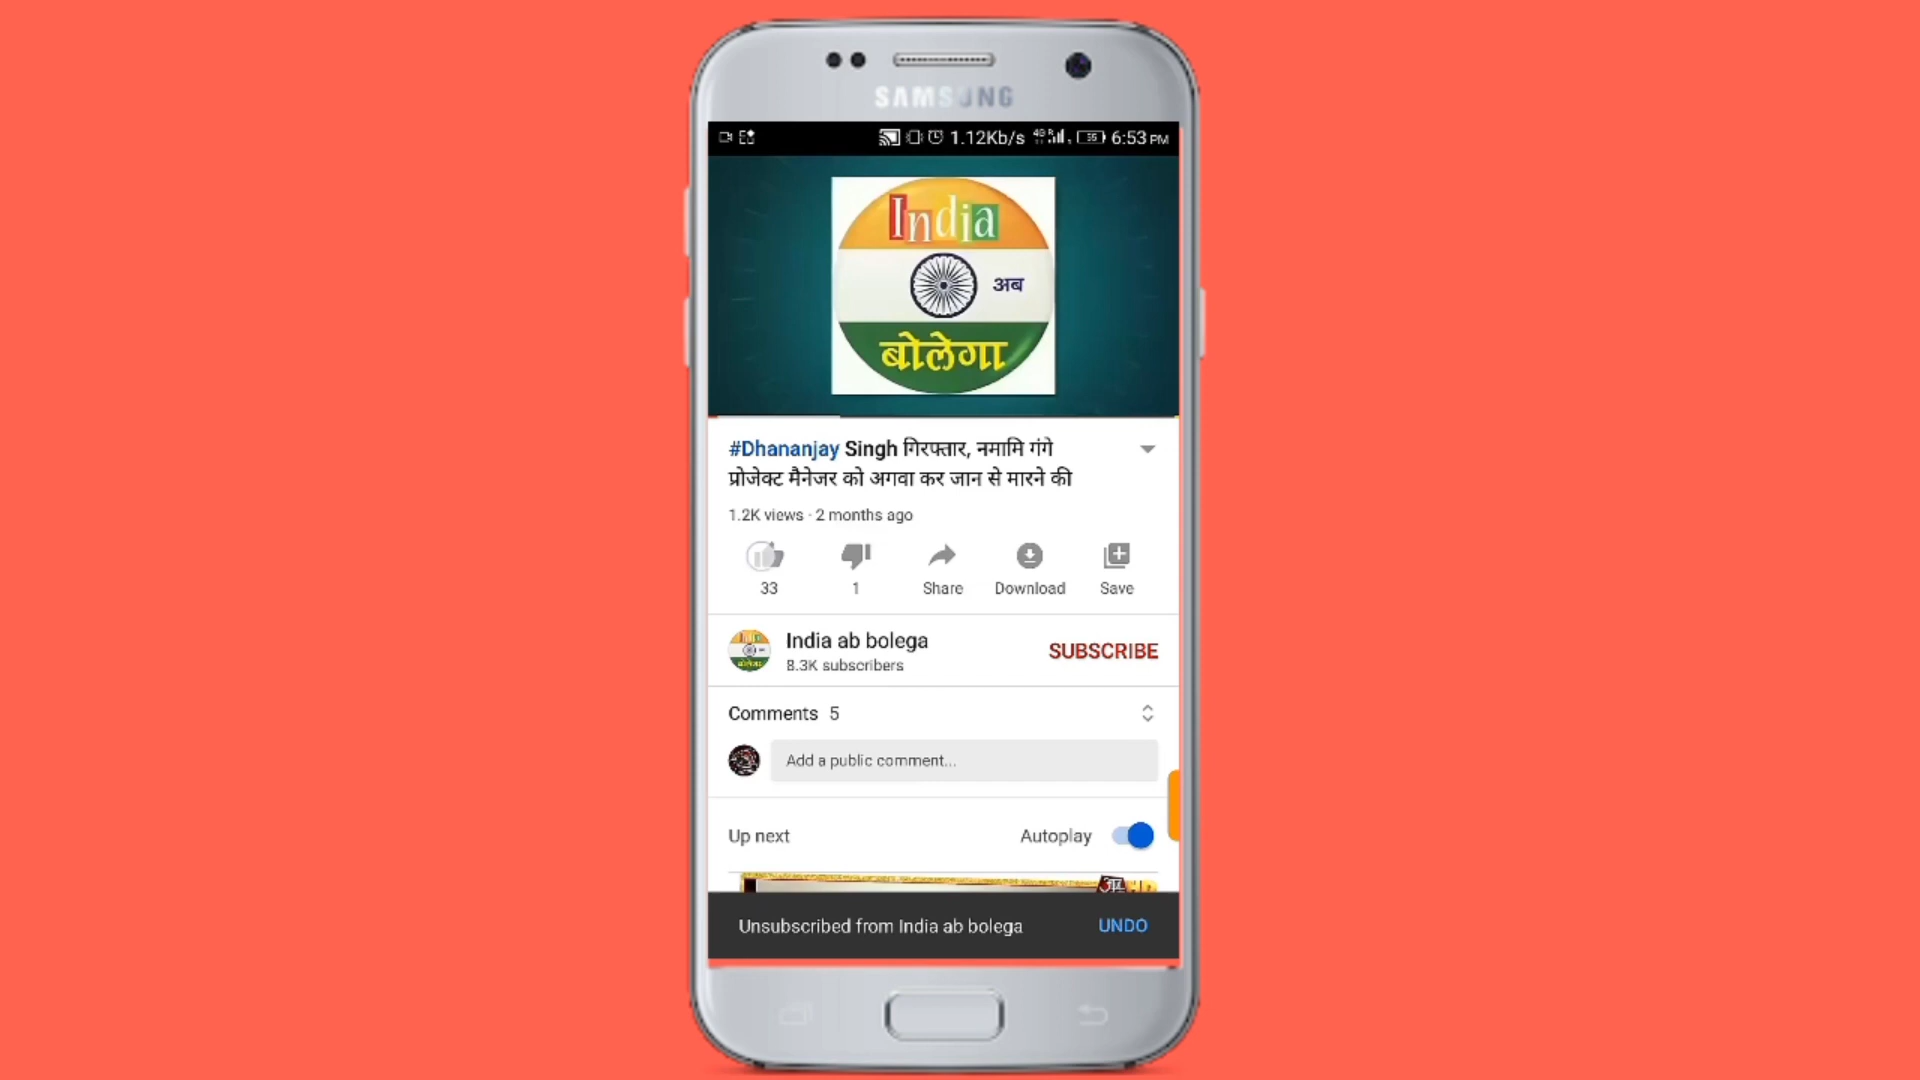 SAMSUNG
1.12Kb/s 55 6:53 PM
India
अब
बोलेगा
#Dhananjay Singh गिरफ्तार, नमामि गंगे
प्रोजेक्ट मैनेजर को अगवा कर जान से मारने की
1.2K views · 2 months ago
33 1 Share Download Save
India ab bolega
8.3K subscribers
SUBSCRIBE
Comments 5
Add a public comment...
Up next Autoplay
Unsubscribed from India ab bolega UNDO